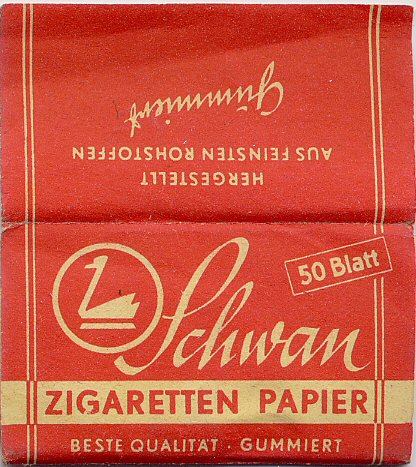 Gummiert
AUS FEINSTEN ROHSTOFFEN
HERGESTELLT
50 Blatt
Schwan
ZIGARETTEN PAPIER
BESTE QUALITÄT · GUMMIERT